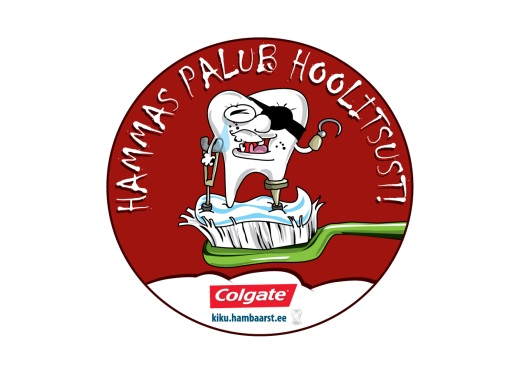 HAMMAS PALUB HOOLITSUST!
Colgate
kiku.hambaarst.ee